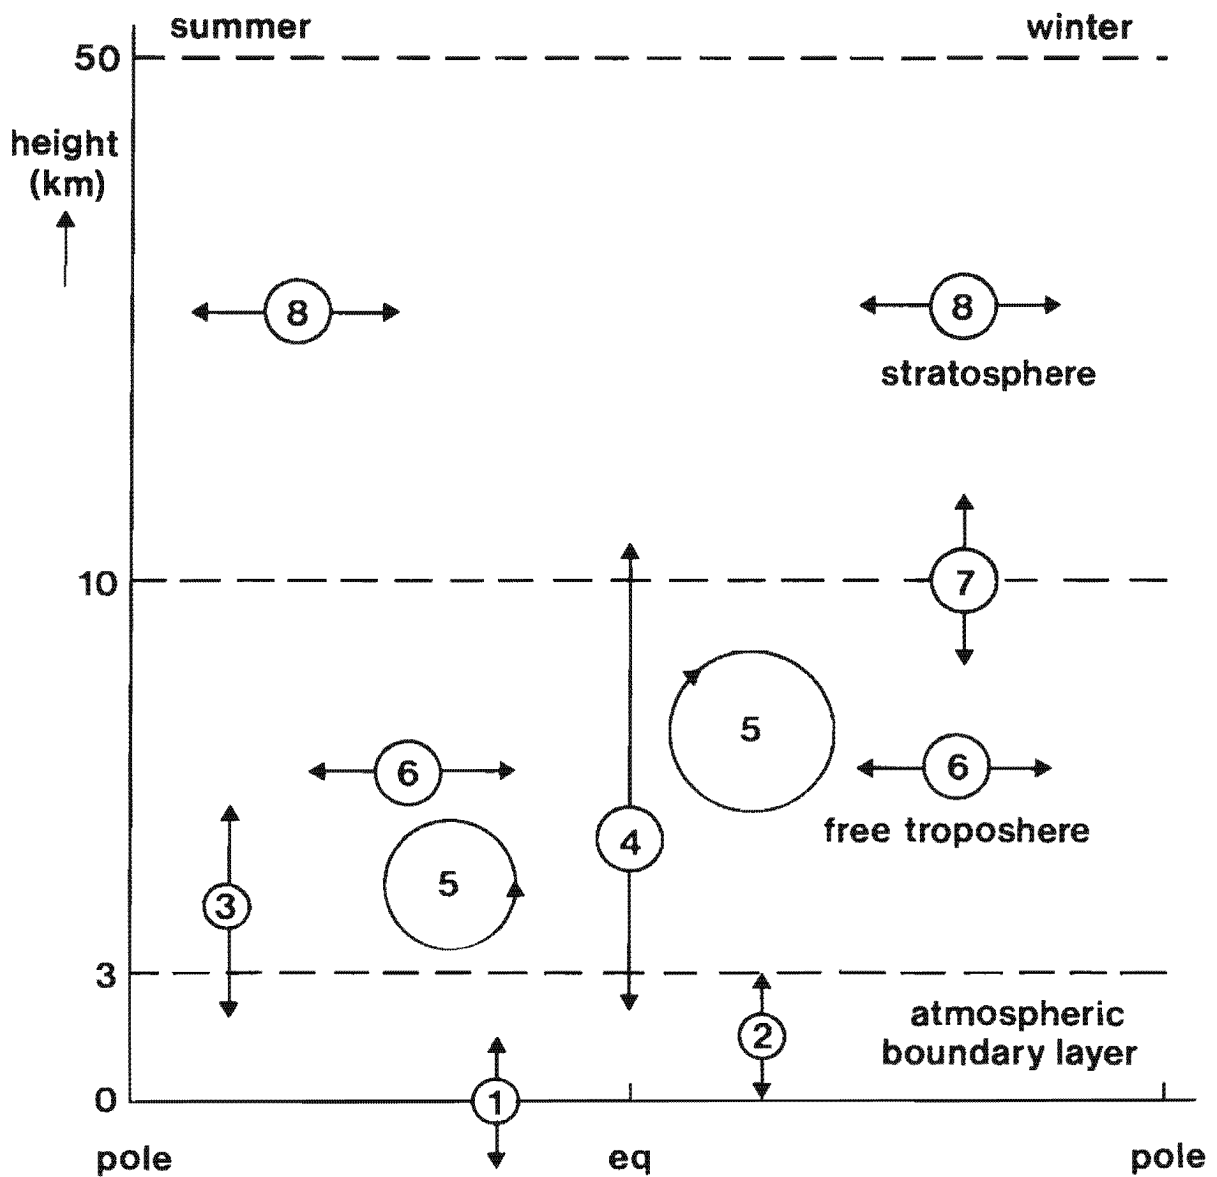 summer
winter
50
height
(km)
8
8
stratosphere
10
7
5
6
6
free troposhere
4
5
3
3
atmospheric
boundary layer
2
0
1
pole
eq
pole